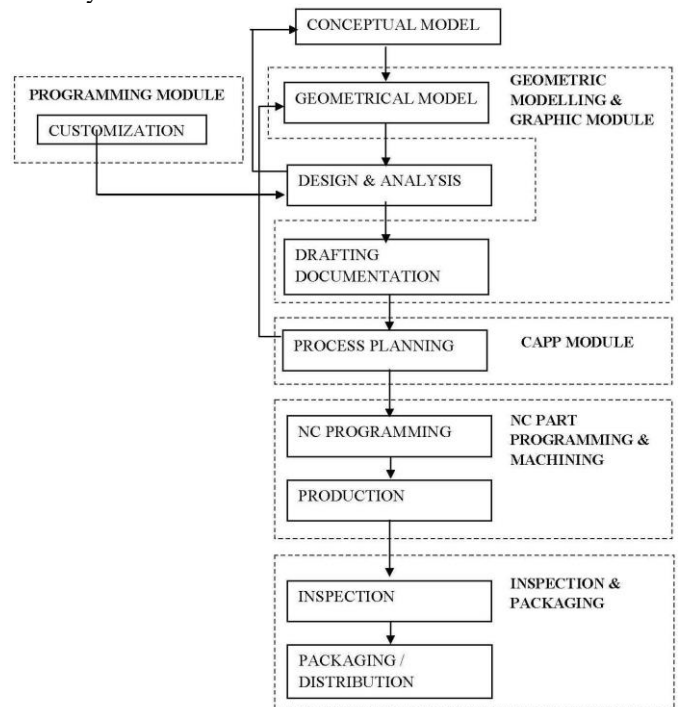 CONCEPTUAL MODEL
GEOMETRIC
MODELLING &
GRAPHIC MODULE
PROGRAMMING MODULE
GEOMETRICAL MODEL
CUSTOMIZATION
DESIGN & ANALYSIS
DRAFTING
DOCUMENTATION
PROCESS PLANNING
CAPP MODULE
NC PROGRAMMING
NC PART
PROGRAMMING &
MACHINING
PRODUCTION
INSPECTION
INSPECTION &
PACKAGING
PACKAGING /
DISTRIBUTION